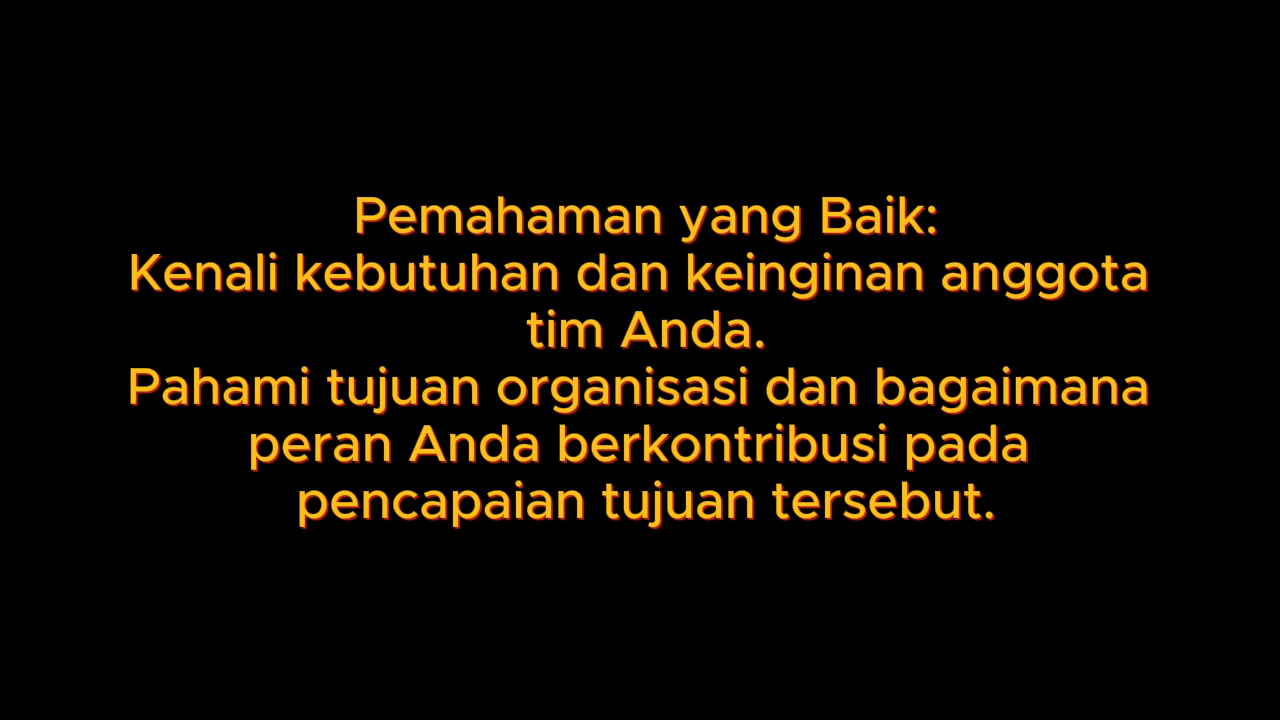 Pemahaman yang Baik:
Kenali kebutuhan dan keinginan anggota
tim Anda.
Pahami tujuan organisasi dan bagaimana
peran Anda berkontribusi pada
pencapaian tujuan tersebut.